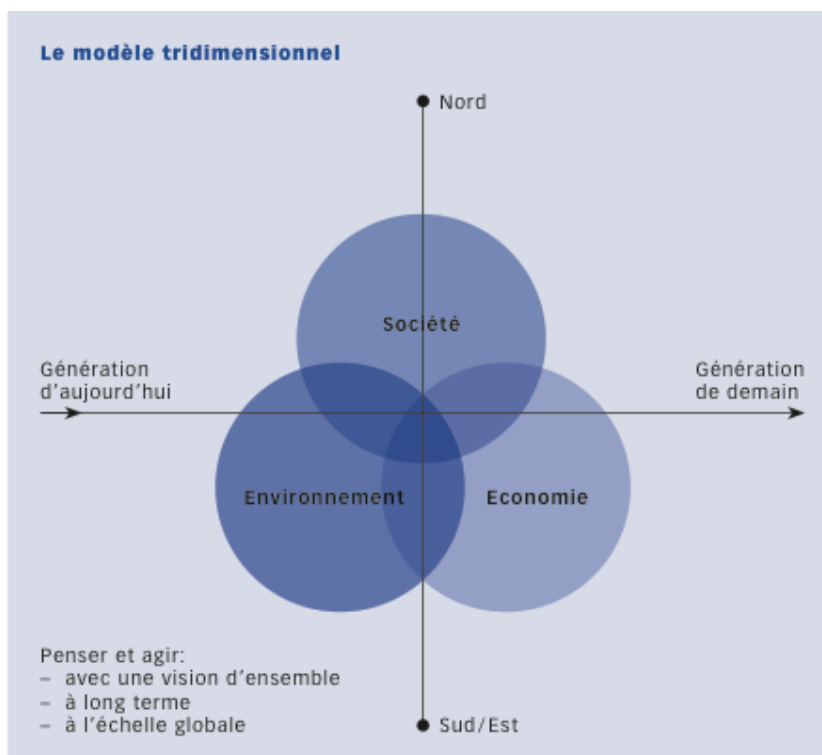 Le modèle tridimensionnel
Nord
Société
Génération
d'aujourd'hui
Génération
de demain
Environnement
Economie
Penser et agir:
– avec une vision d'ensemble
– à long terme
– à l'échelle globale
Sud/Est